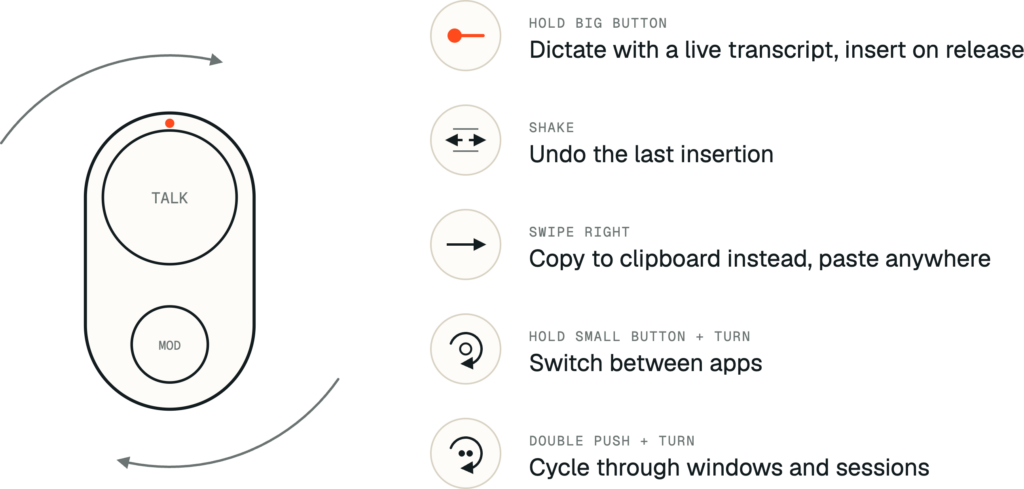 TALK
MOD
HOLD BIG BUTTON
Dictate with a live transcript, insert on release
SHAKE
Undo the last insertion
SWIPE RIGHT
Copy to clipboard instead, paste anywhere
HOLD SMALL BUTTON + TURN
Switch between apps
DOUBLE PUSH + TURN
Cycle through windows and sessions